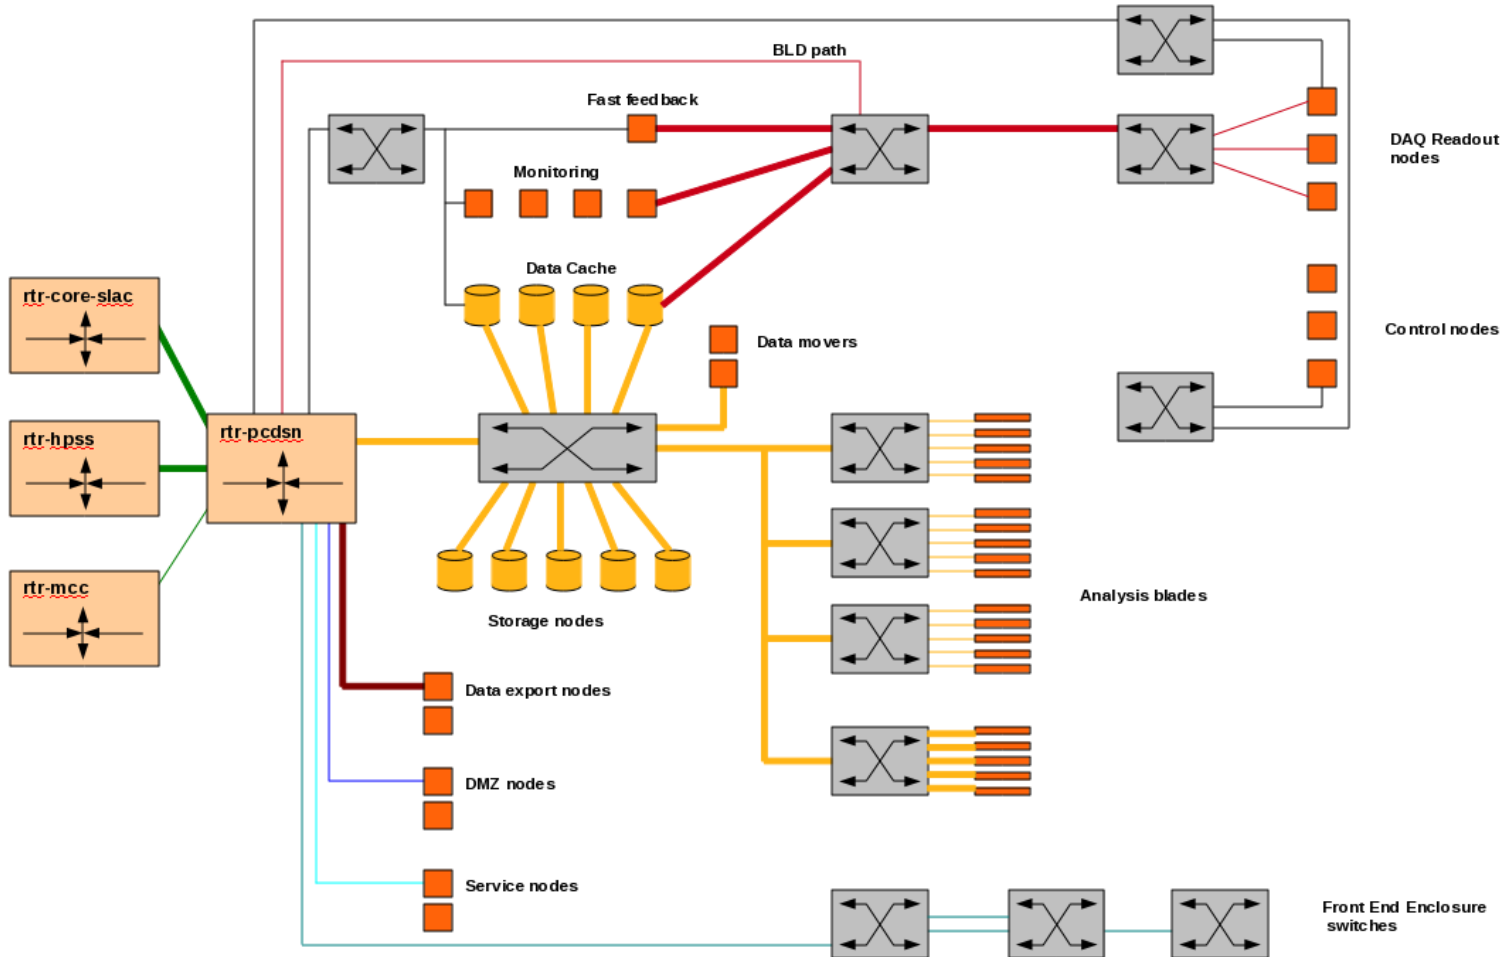 BLD path
Fast feedback
DAQ Readout
nodes
Monitoring
Data Cache
rtr-core-slac
Control nodes
Data movers
rtr-hpss
rtr-pcdsn
rtr-mcc
Analysis blades
Storage nodes
Data export nodes
DMZ nodes
Service nodes
Front End Enclosure
switches